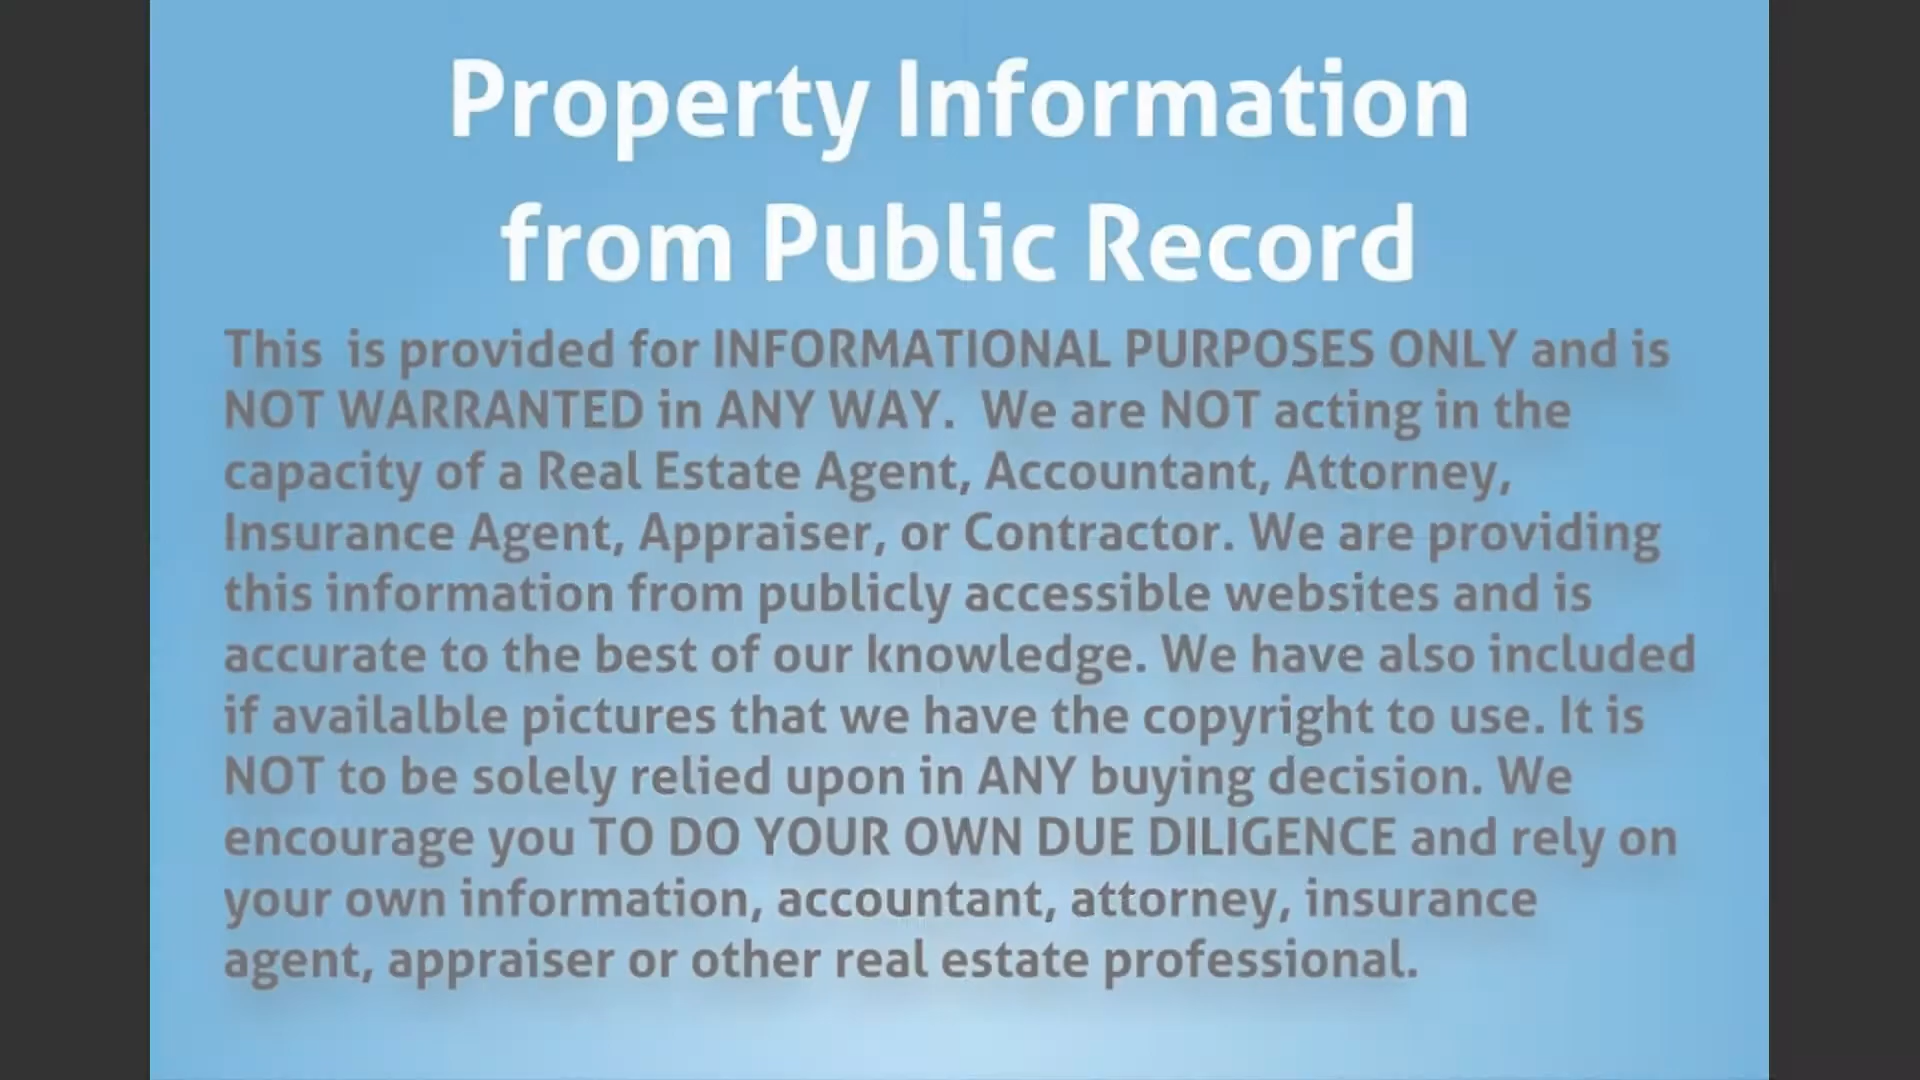 Property Information
from Public Record
This  is provided for INFORMATIONAL PURPOSES ONLY and is
NOT WARRANTED in ANY WAY.  We are NOT acting in the
capacity of a Real Estate Agent, Accountant, Attorney,
Insurance Agent, Appraiser, or Contractor. We are providing
this information from publicly accessible websites and is
accurate to the best of our knowledge. We have also included
if availalble pictures that we have the copyright to use. It is
NOT to be solely relied upon in ANY buying decision. We
encourage you TO DO YOUR OWN DUE DILIGENCE and rely on
your own information, accountant, attorney, insurance
agent, appraiser or other real estate professional.